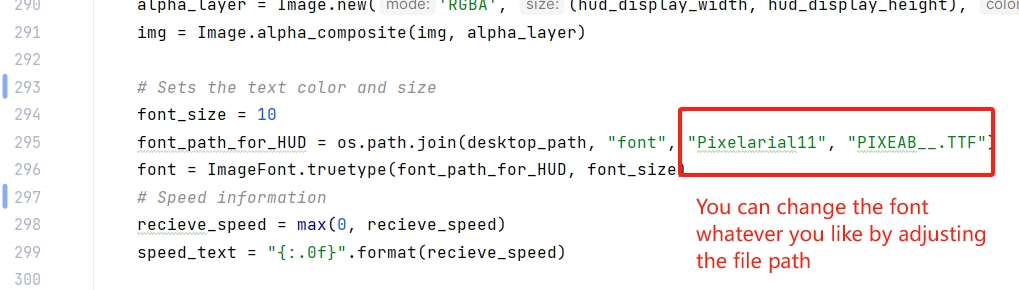 290 alpha_layer = Image.new( mode: 'RGBA', size: (hud_display_width, hud_display_height),
291 img = Image.alpha_composite(img, alpha_layer)
292
293 # Sets the text color and size
294 font_size = 10
295 font_path_for_HUD = os.path.join(desktop_path, "font", "Pixelarial11", "PIXEAB__.TTF")
296 font = ImageFont.truetype(font_path_for_HUD, font_size)
297 # Speed information
298 recieve_speed = max(0, recieve_speed)
299 speed_text = "{:.0f}".format(recieve_speed)
300
You can change the font
whatever you like by adjusting
the file path